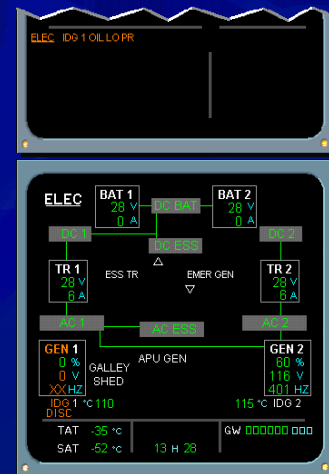 ELEC IDG 1 OIL LO PR
ELEC
BAT 1
28 V
0 A
DC BAT
BAT 2
28 V
0 A
DC 1
DC ESS
DC 2
TR 1
28 V
6 A
ESS TR
EMER GEN
TR 2
28 V
6 A
AC 1
AC ESS
AC 2
GEN 1
0 %
0 V
XX HZ
GALLEY
SHED
APU GEN
GEN 2
60 %
116 V
401 HZ
IDG 1 °C 110
DISC
115 °C IDG 2
TAT -35 °C
SAT -52 °C
13 H 28
GW